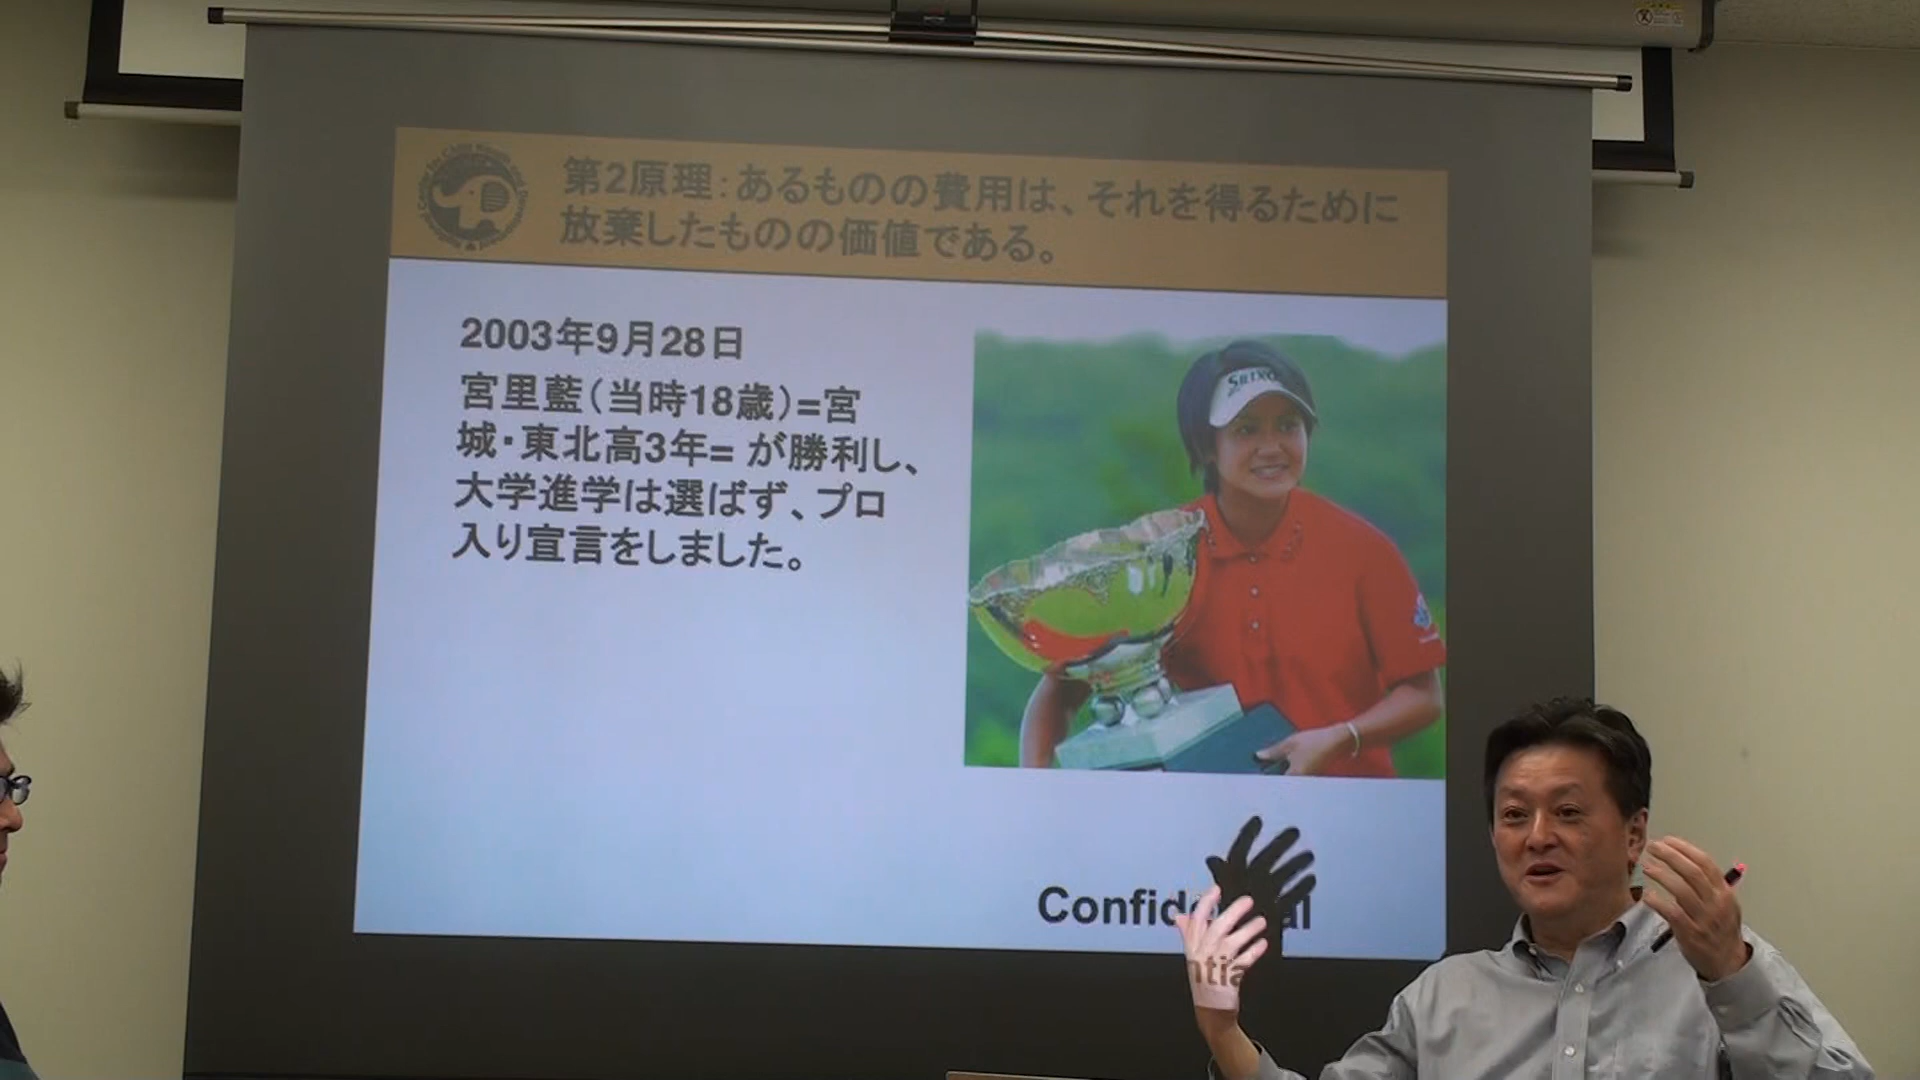 第2原理：あるものの費用は、それを得るために
放棄したものの価値である。
2003年9月28日
宮里藍（当時18歳）=宮
城・東北高3年= が勝利し、
大学進学は選ばず、プロ
入り宣言をしました。
SRIXON
Confid al
ntia